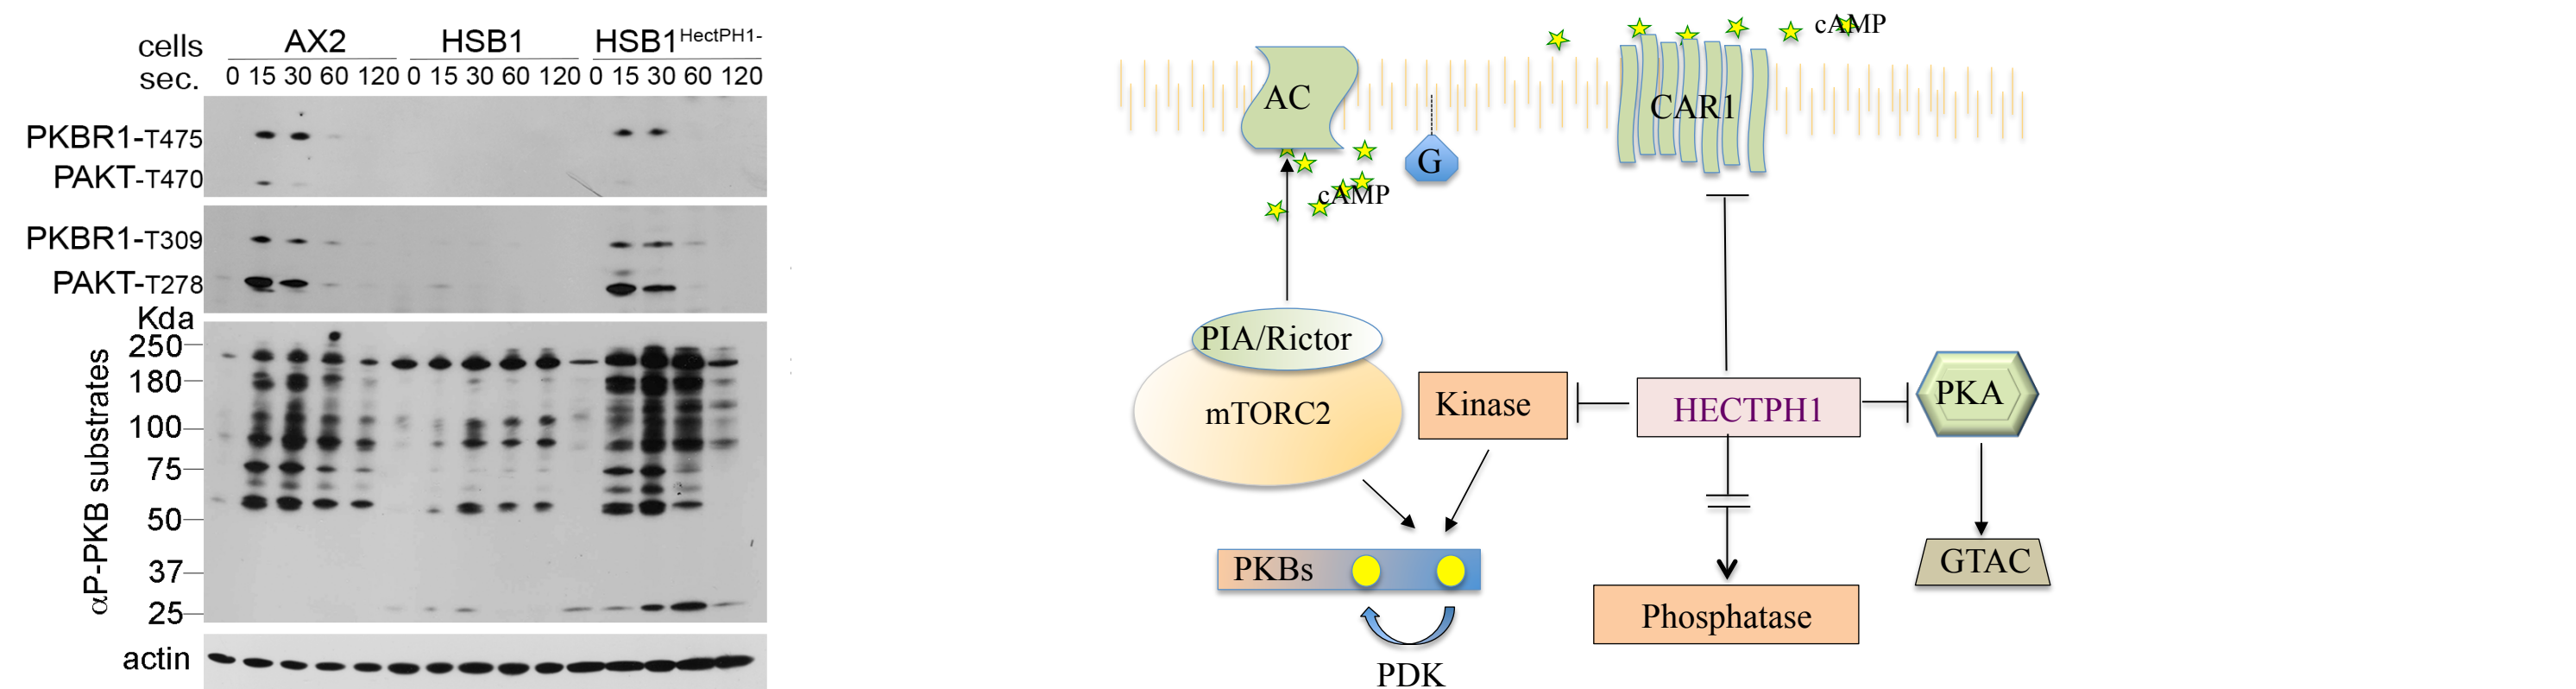 cells AX2 HSB1 HSB1HectPH1-
sec. 0 15 30 60 120 0 15 30 60 120 0 15 30 60 120
PKBR1-T475
PAKT-T470
PKBR1-T309
PAKT-T278
Kda
250
180
100
75
50
37
25
αP-PKB substrates
actin
cAMP
AC
CAR1
G
cAMP
PIA/Rictor
mTORC2
Kinase
HECTPH1
PKA
PKBs
GTAC
Phosphatase
PDK